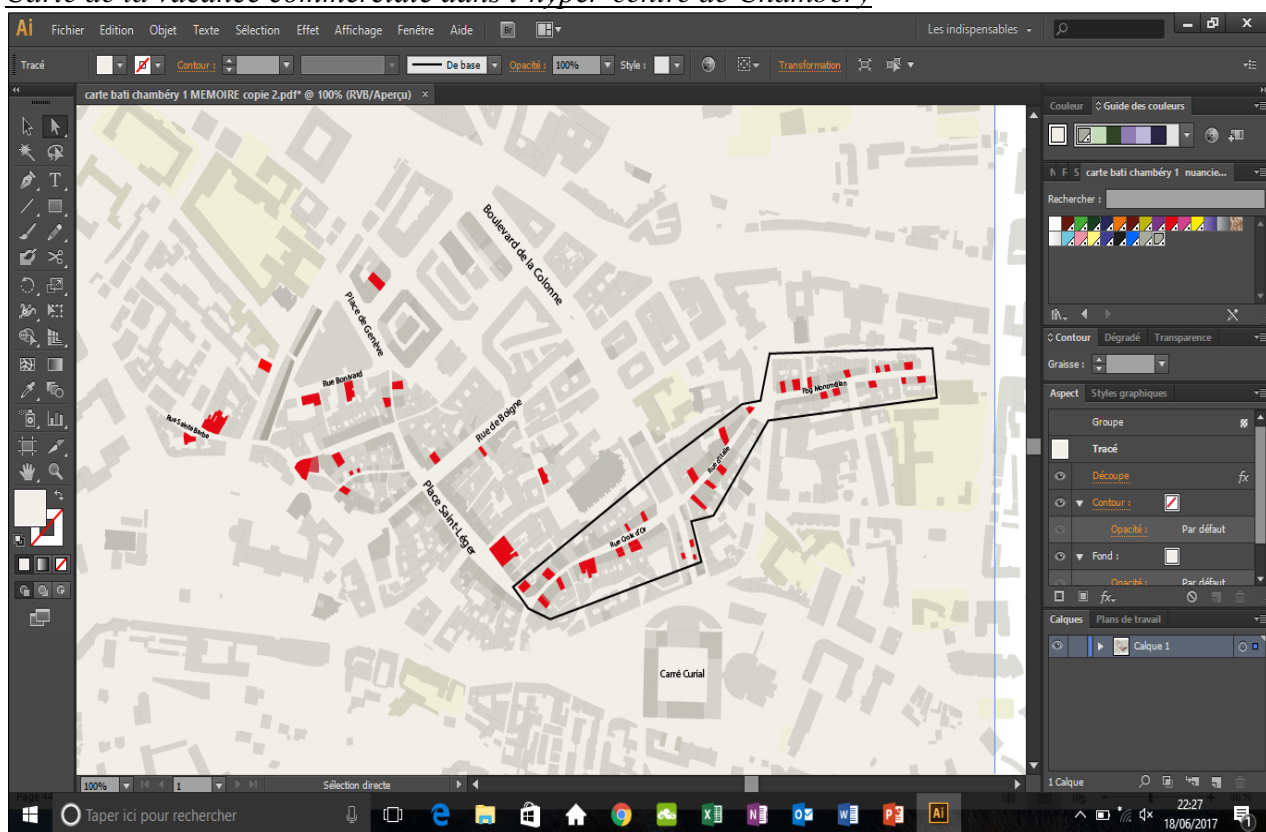 Carte de la vacance commerciale dans l'hyper-centre de Chambéry
Ai Fichier Edition Objet Texte Sélection Effet Affichage Fenêtre Aide Br Les indispensables
Tracé Contour : De base Opacité : 100% Style : Transformation
carte bati chambéry 1 MEMOIRE copie 2.pdf* @ 100% (RVB/Aperçu) ×
Couleur Guide des couleurs
N F S carte bati chambéry 1 nuancie...
Rechercher :
Contour Dégradé Transparence
Graisse :
Aspect Styles graphiques
Groupe
Tracé
Découpe fx
Contour :
Opacité : Par défaut
Fond :
Opacité : Par défaut
fx
Calques Plans de travail
Calque 1
1 Calque
Boulevard de la Colonne
Place de Genève
Rue Bonivard
Rue Sainte Barbe
Rue de Boigne
Place Saint-Léger
Fbg Montmélian
Rue d'Italie
Rue Croix d'Or
Carré Curial
100% 1 Sélection directe
Taper ici pour rechercher
22:27
18/06/2017